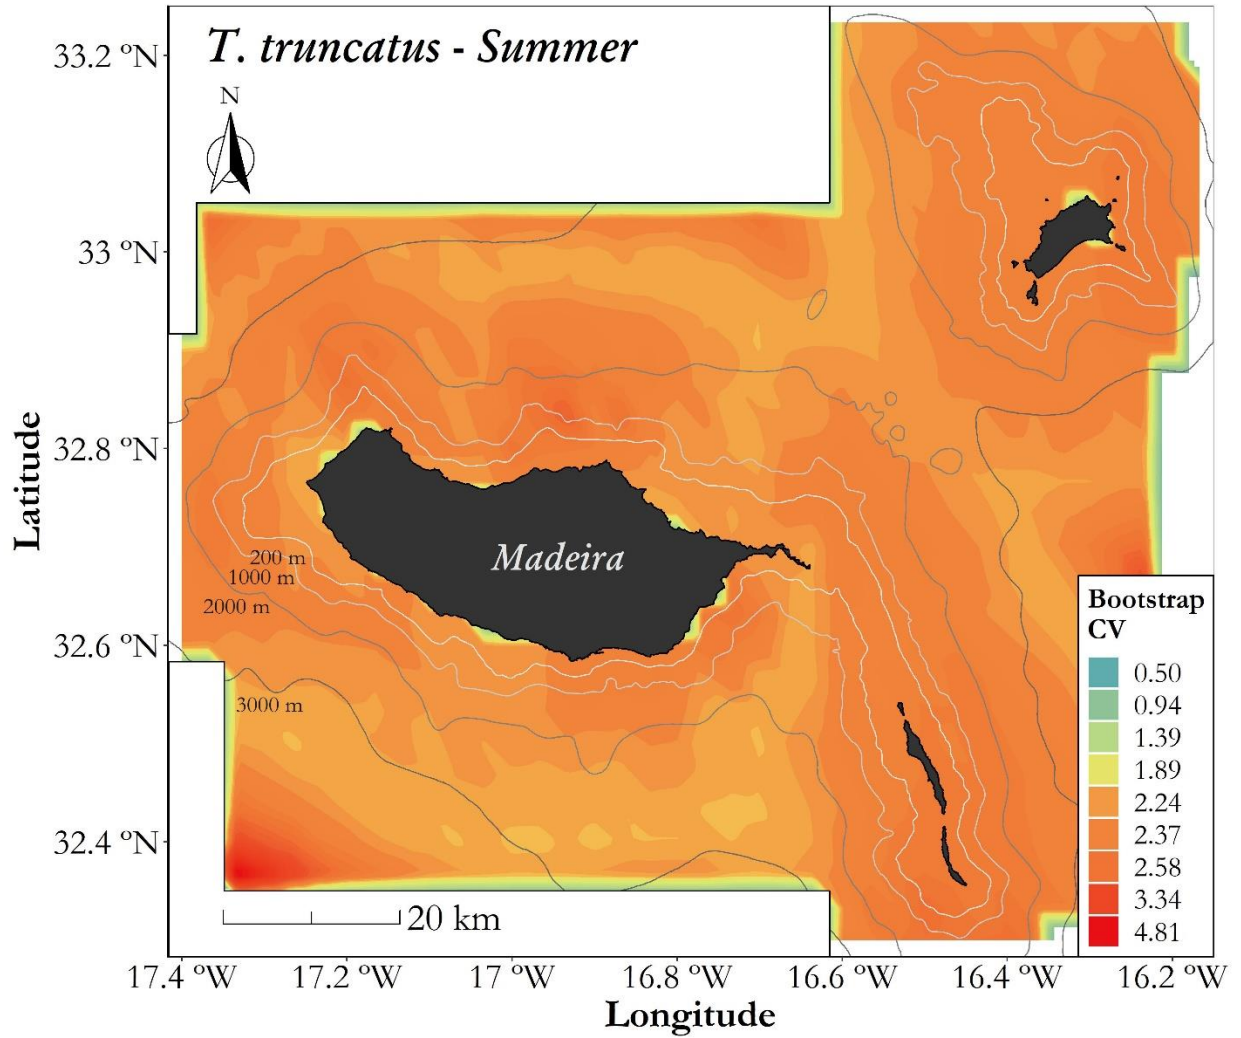 T. truncatus - Summer
N
33.2 ºN
33 ºN
32.8 ºN
32.6 ºN
32.4 ºN
Latitude
Madeira
200 m
1000 m
2000 m
3000 m
20 km
Bootstrap
CV
0.50
0.94
1.39
1.89
2.24
2.37
2.58
3.34
4.81
17.4 ºW 17.2 ºW 17 ºW 16.8 ºW 16.6 ºW 16.4 ºW 16.2 ºW
Longitude